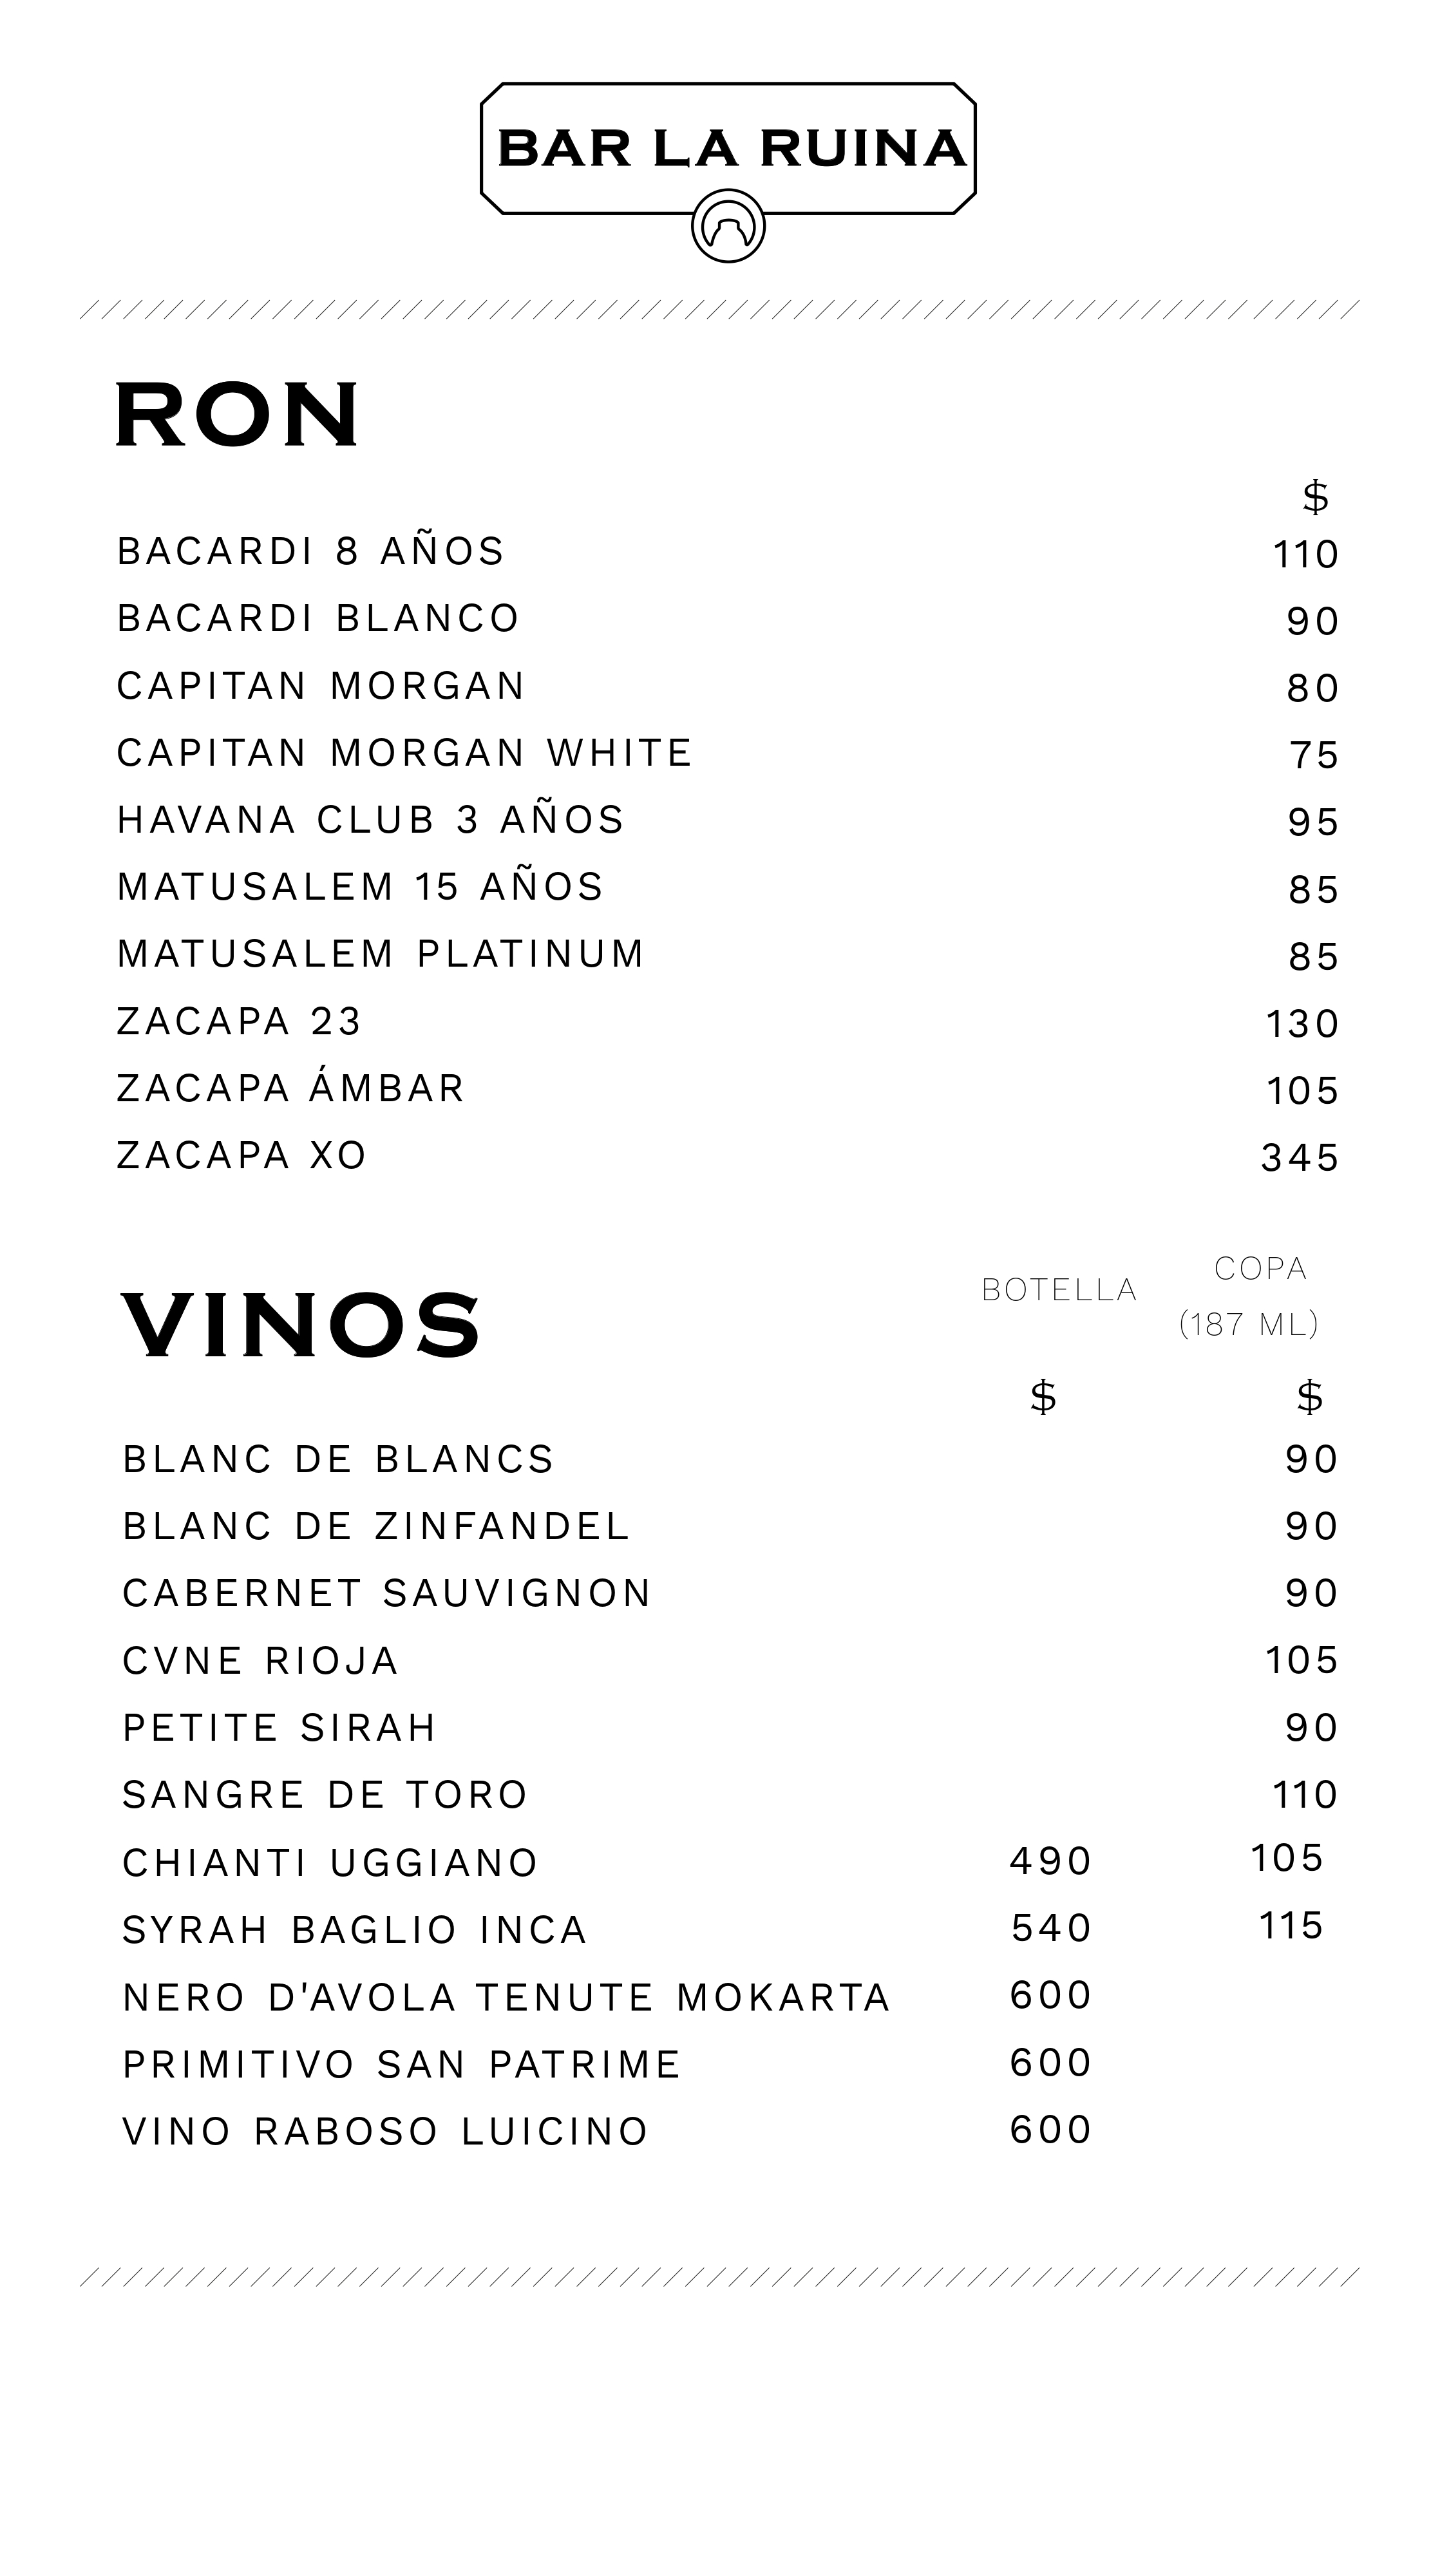 BAR LA RUINA
RON
$
BACARDI 8 AÑOS 110
BACARDI BLANCO 90
CAPITAN MORGAN 80
CAPITAN MORGAN WHITE 75
HAVANA CLUB 3 AÑOS 95
MATUSALEM 15 AÑOS 85
MATUSALEM PLATINUM 85
ZACAPA 23 130
ZACAPA ÁMBAR 105
ZACAPA XO 345
VINOS BOTELLA COPA
(187 ML)
$ $
BLANC DE BLANCS 90
BLANC DE ZINFANDEL 90
CABERNET SAUVIGNON 90
CVNE RIOJA 105
PETITE SIRAH 90
SANGRE DE TORO 110
CHIANTI UGGIANO 490 105
SYRAH BAGLIO INCA 540 115
NERO D'AVOLA TENUTE MOKARTA 600
PRIMITIVO SAN PATRIME 600
VINO RABOSO LUICINO 600